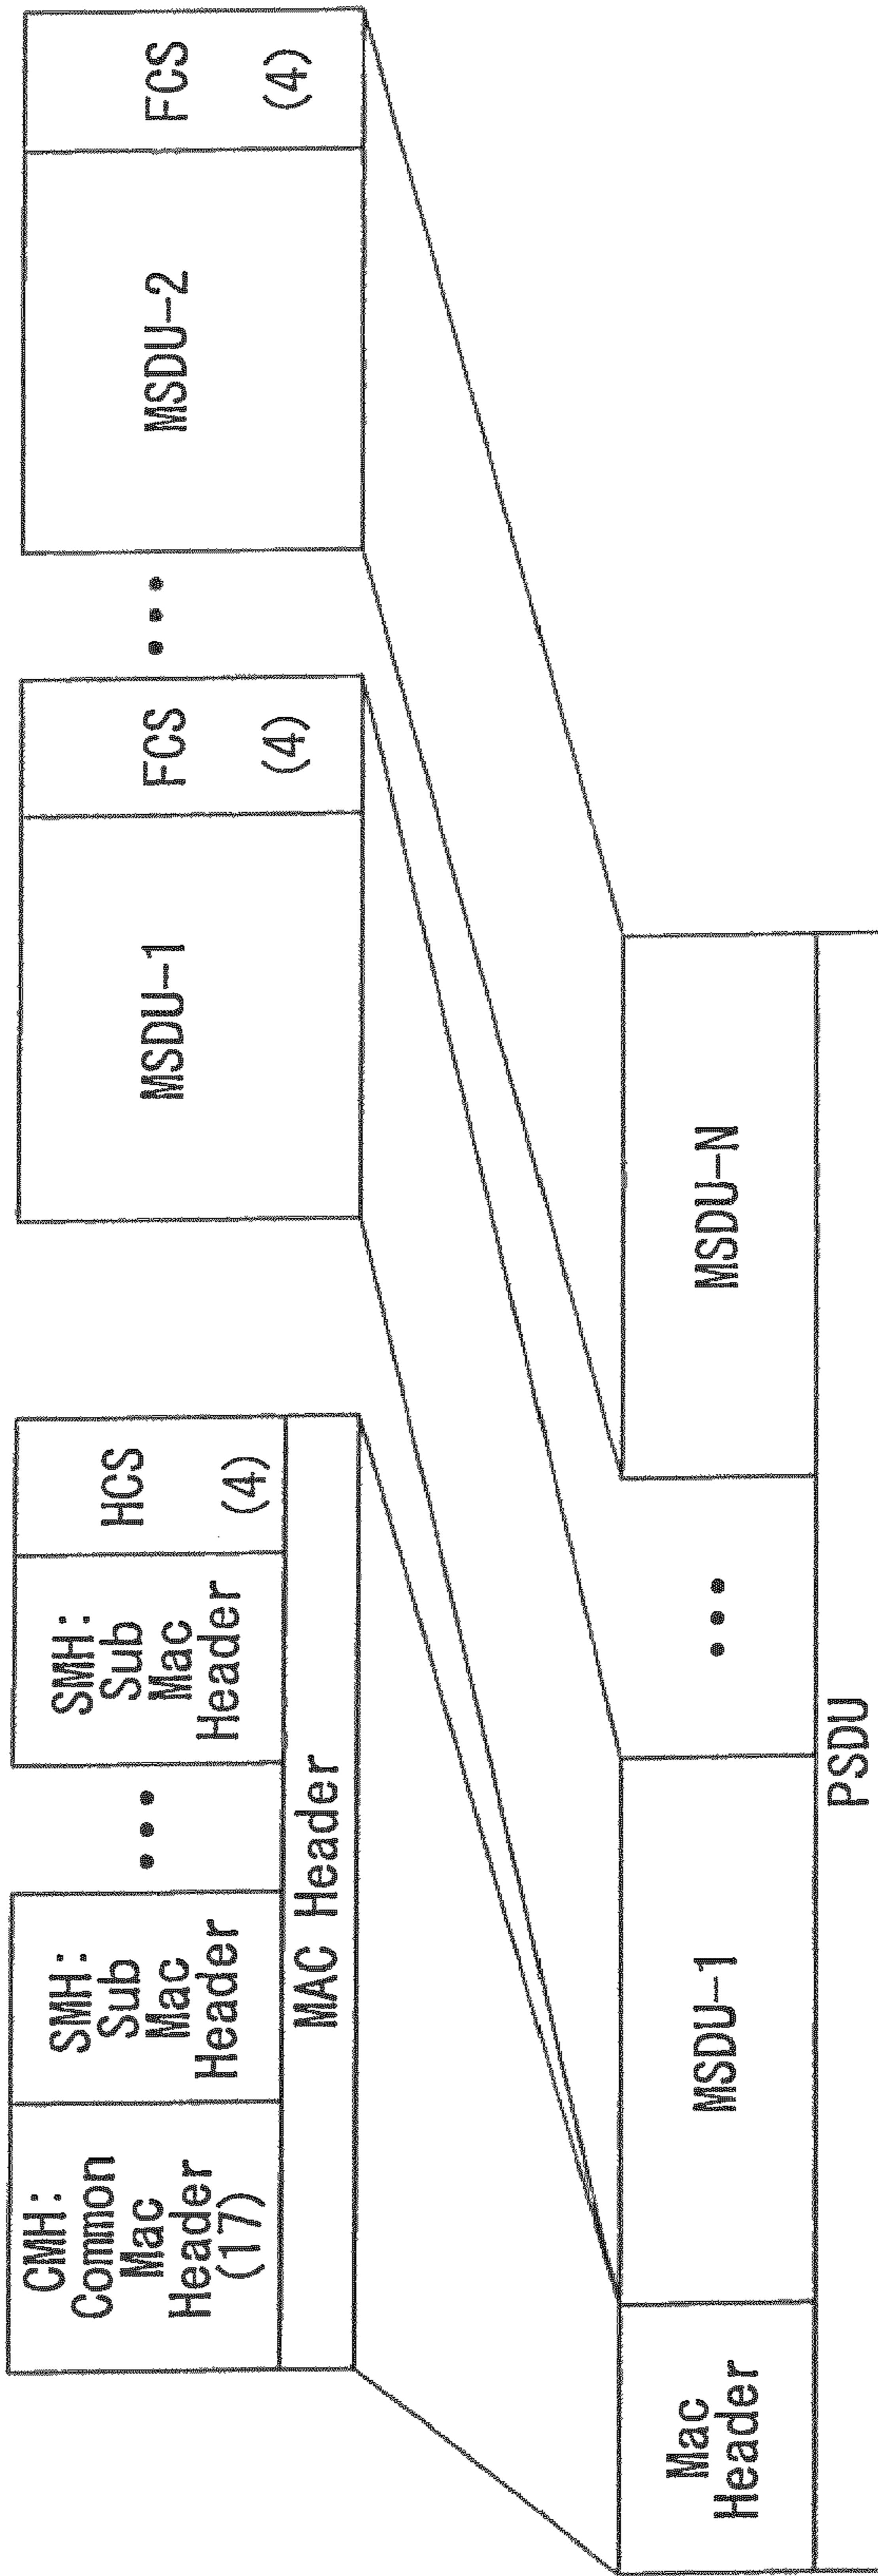 CMH:
Common
Mac
Header
(17)
SMH:
Sub
Mac
Header
•••
SMH:
Sub
Mac
Header
HCS
(4)
MAC Header
MSDU-1
FCS
(4)
•••
MSDU-2
FCS
(4)
Mac
Header
MSDU-1
•••
MSDU-N
PSDU